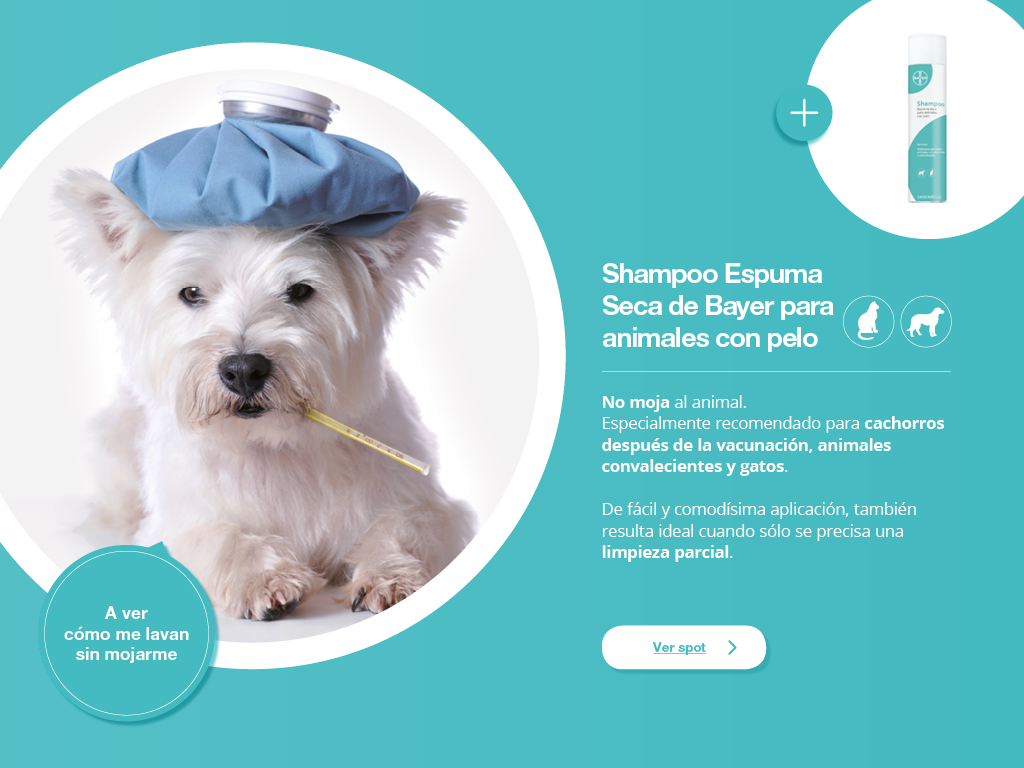 Shampoo
Shampoo Espuma
Seca de Bayer para
animales con pelo
No moja al animal.
Especialmente recomendado para cachorros
después de la vacunación, animales
convalecientes y gatos.
De fácil y comodísima aplicación, también
resulta ideal cuando sólo se precisa una
limpieza parcial.
A ver
cómo me lavan
sin mojarme
Ver spot